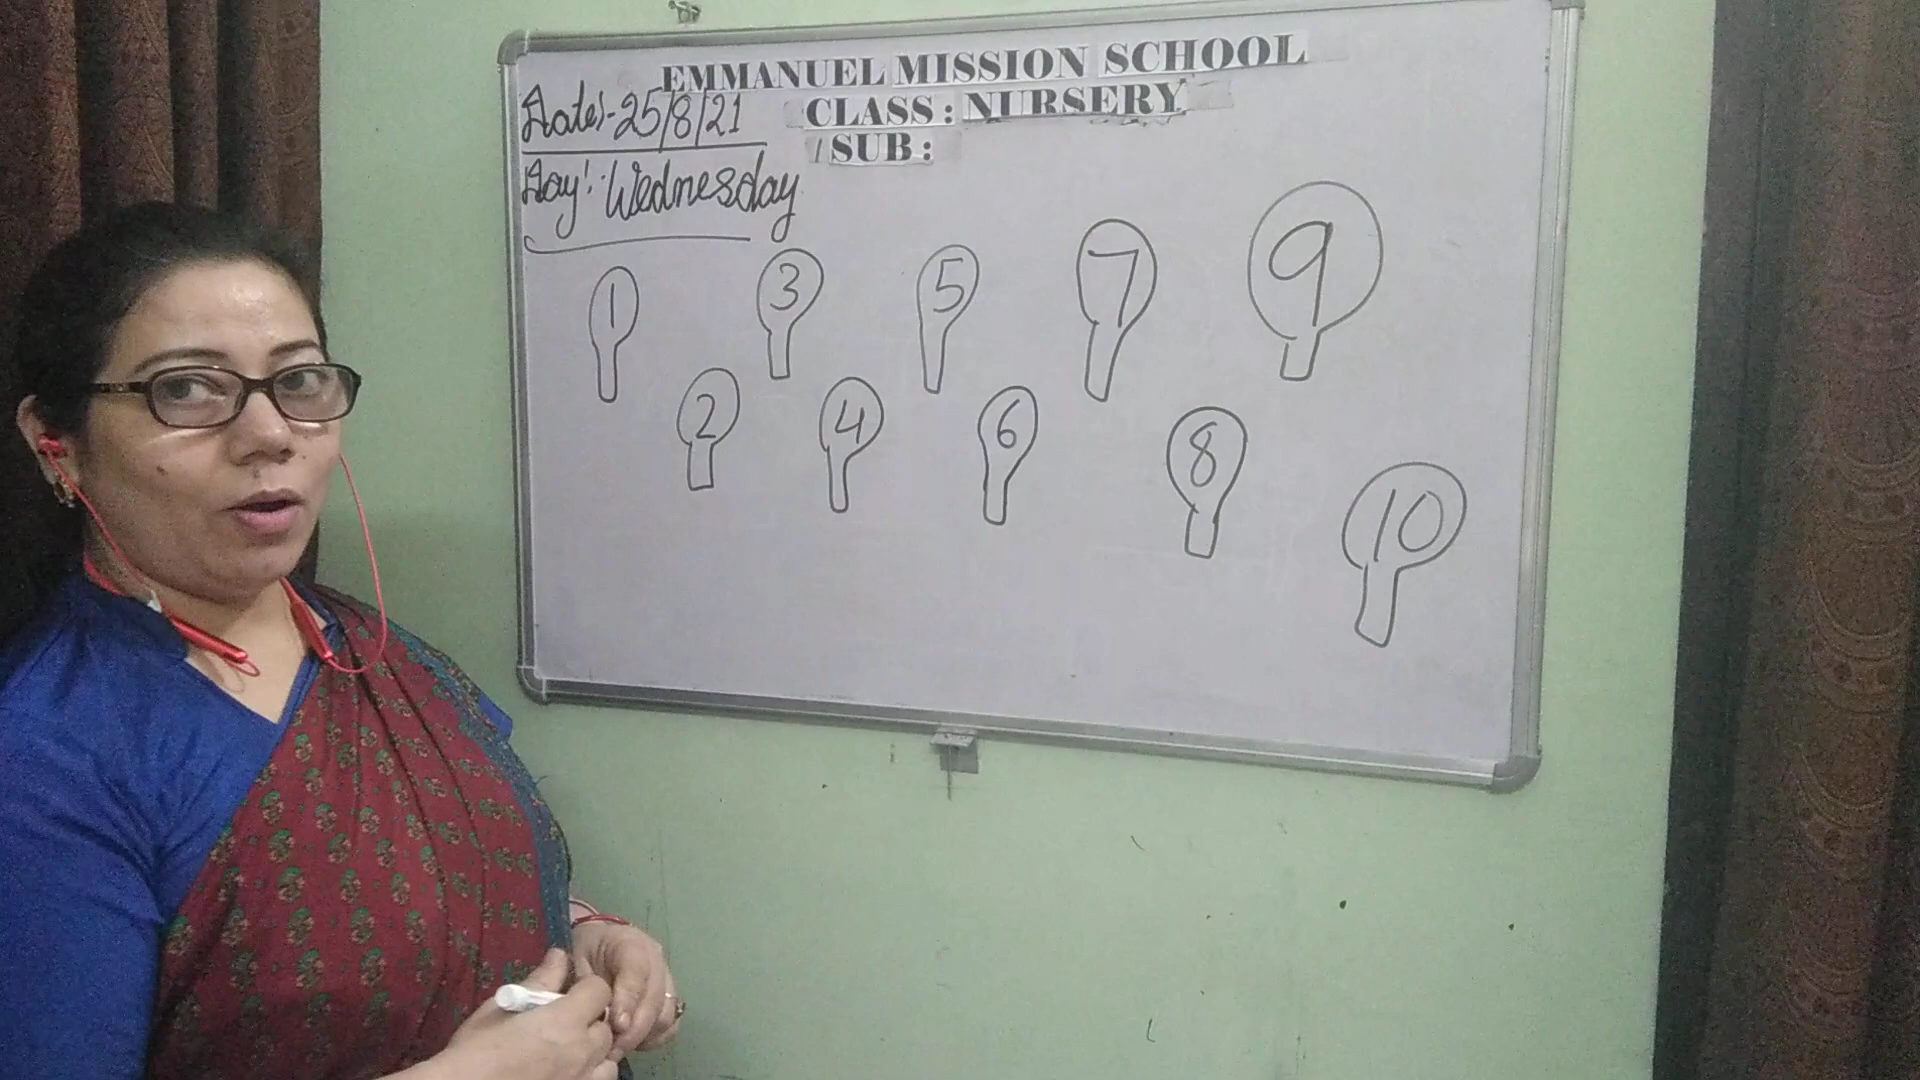 EMMANUEL MISSION SCHOOL
Date:-25/8/21
CLASS : NURSERY
SUB :
Day:-Wednesday
1 3 5 7 9
2 4 6 8 10